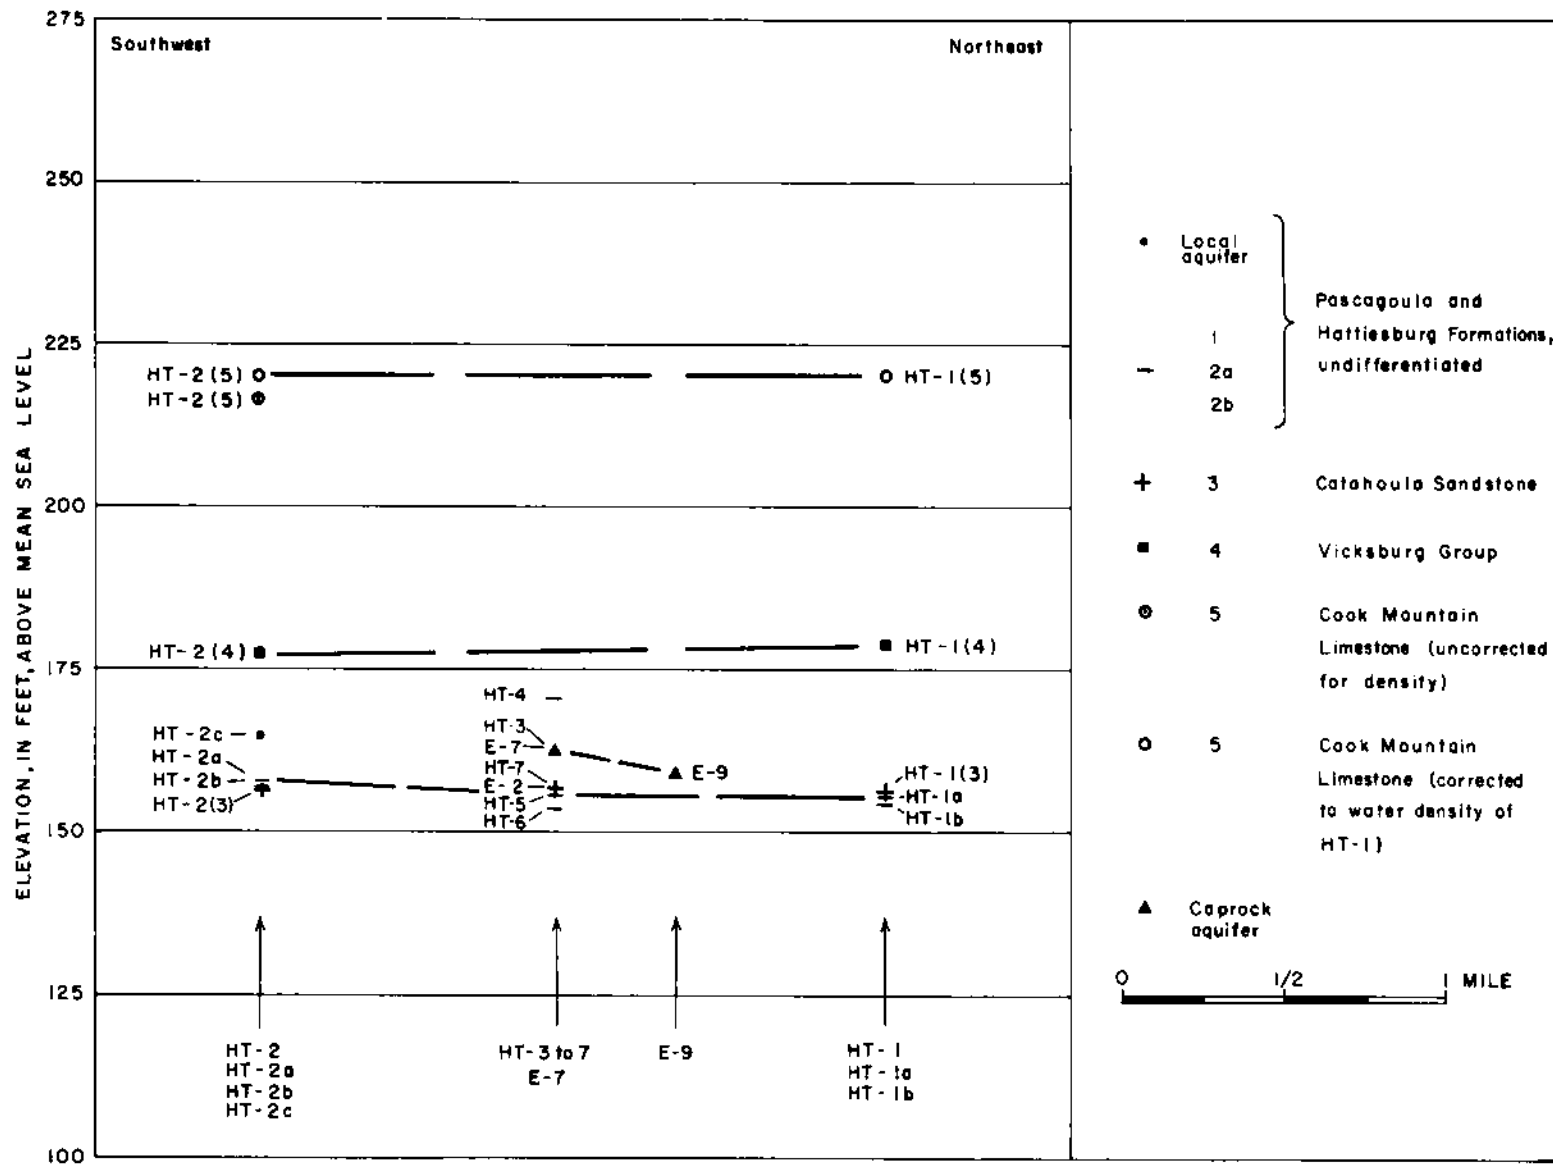 275
Southwest
Northeast
250
225
200
175
150
125
100
ELEVATION, IN FEET, ABOVE MEAN SEA LEVEL
HT-2(5)
HT-2(5)
HT-1(5)
HT-2(4)
HT-1(4)
HT-2c
HT-2a
HT-2b
HT-2(3)
HT-4
HT-3
E-7
HT-7
E-2
HT-5
HT-6
E-9
HT-1(3)
HT-1a
HT-1b
HT-2
HT-2a
HT-2b
HT-2c
HT-3 to 7
E-7
E-9
HT-1
HT-1a
HT-1b
Local
aquifer
1
2a
2b
Pascagoula and
Hattiesburg Formations,
undifferentiated
3 Catahoula Sandstone
4 Vicksburg Group
5 Cook Mountain
Limestone (uncorrected
for density)
5 Cook Mountain
Limestone (corrected
to water density of
HT-1)
Caprock
aquifer
0 1/2 1 MILE